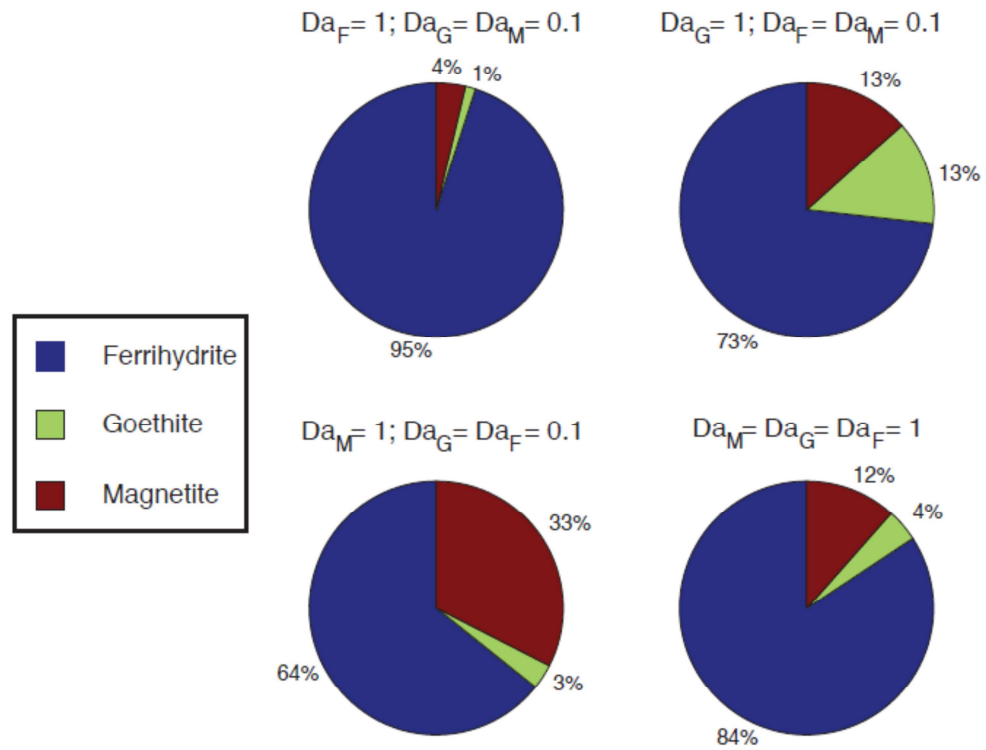 Da_F = 1; Da_G = Da_M = 0.1
4%
1%
95%
Da_G = 1; Da_F = Da_M = 0.1
13%
13%
73%
Ferrihydrite
Goethite
Magnetite
Da_M = 1; Da_G = Da_F = 0.1
33%
3%
64%
Da_M = Da_G = Da_F = 1
12%
4%
84%